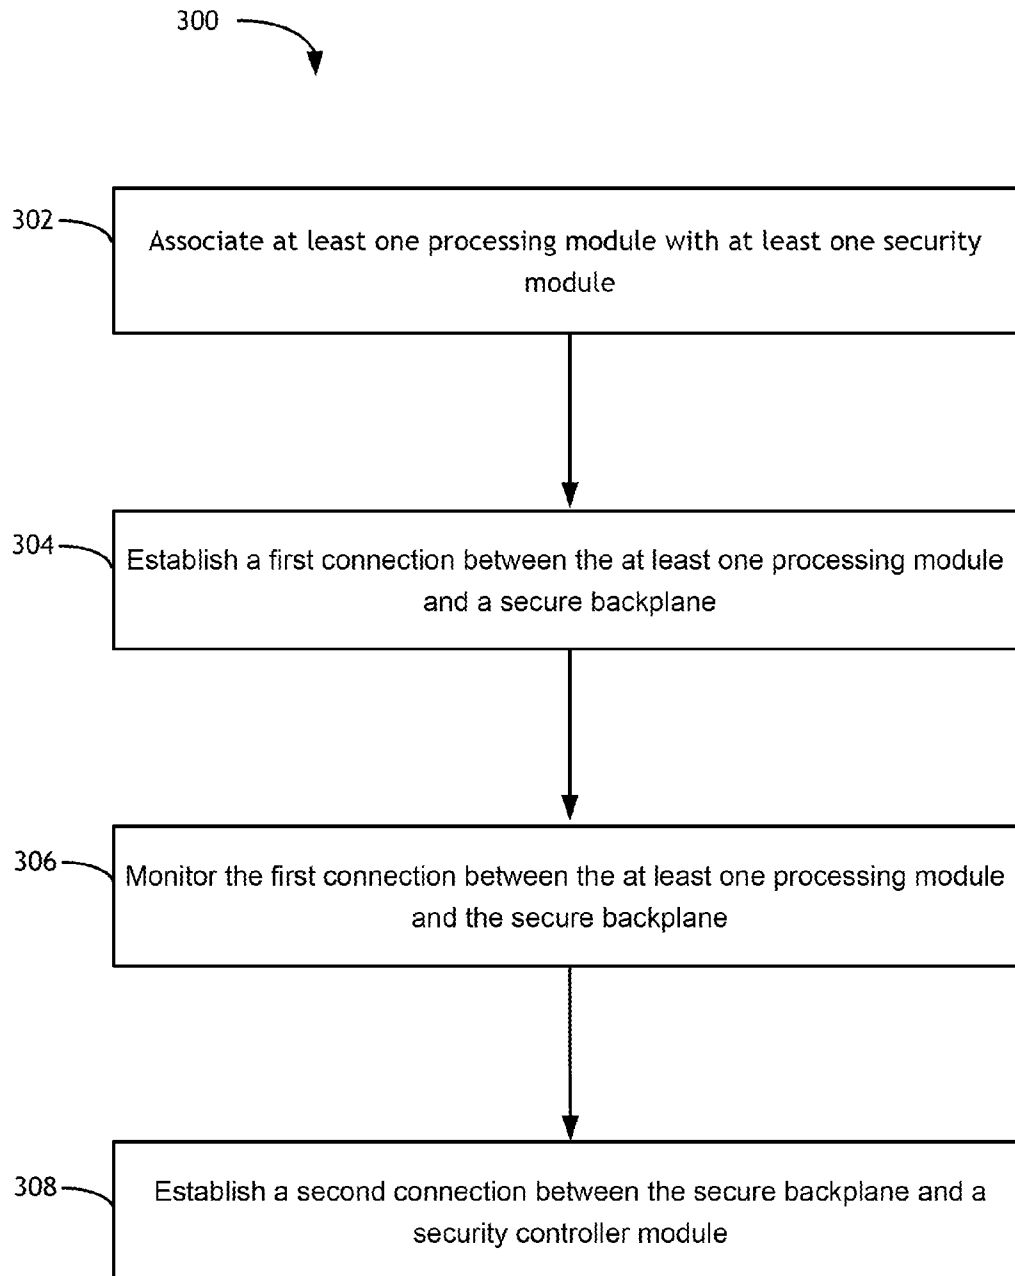 300
302
Associate at least one processing module with at least one security
module
304
Establish a first connection between the at least one processing module
and a secure backplane
306
Monitor the first connection between the at least one processing module
and the secure backplane
308
Establish a second connection between the secure backplane and a
security controller module